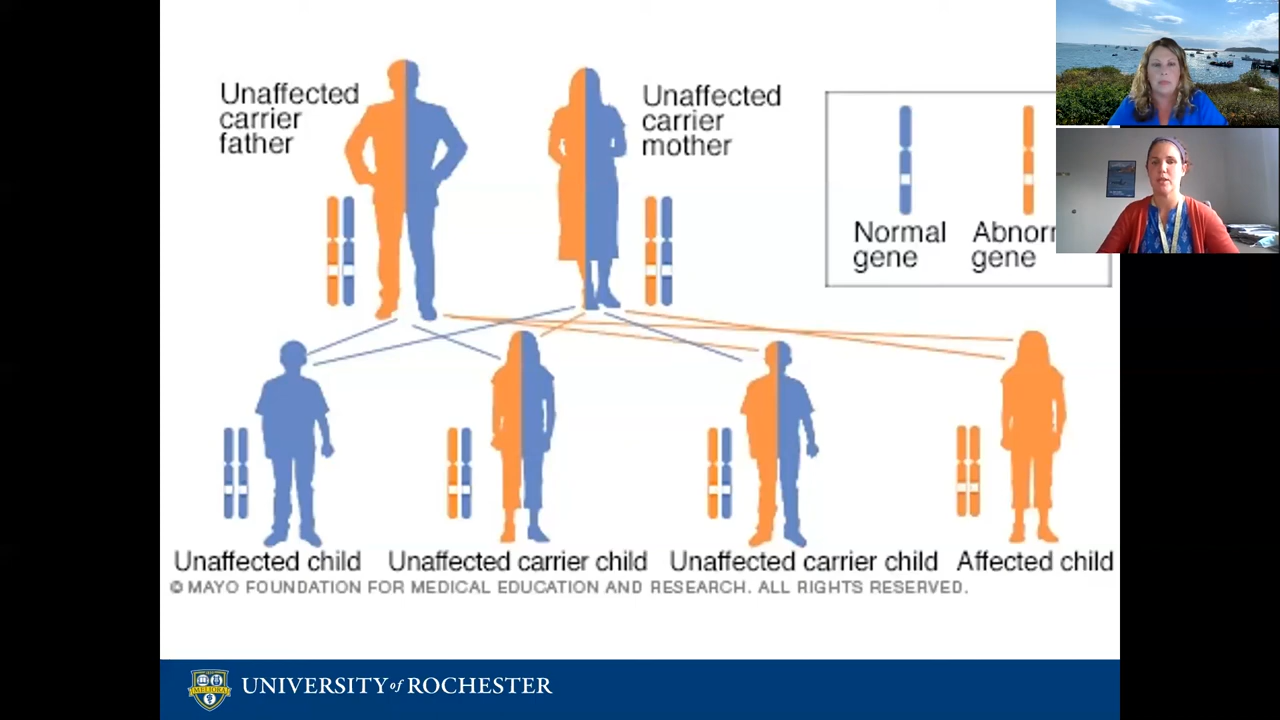 Unaffected
carrier
father
Unaffected
carrier
mother
Normal
gene
gene
Unaffected child
Unaffected carrier child
Unaffected carrier child
Affected child
© MAYO FOUNDATION FOR MEDICAL EDUCATION AND RESEARCH. ALL RIGHTS RESERVED.
MELIORA
UNIVERSITY of ROCHESTER